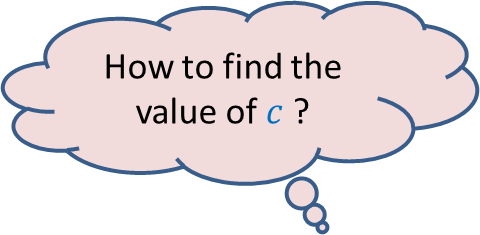 How to find the
value of c ?